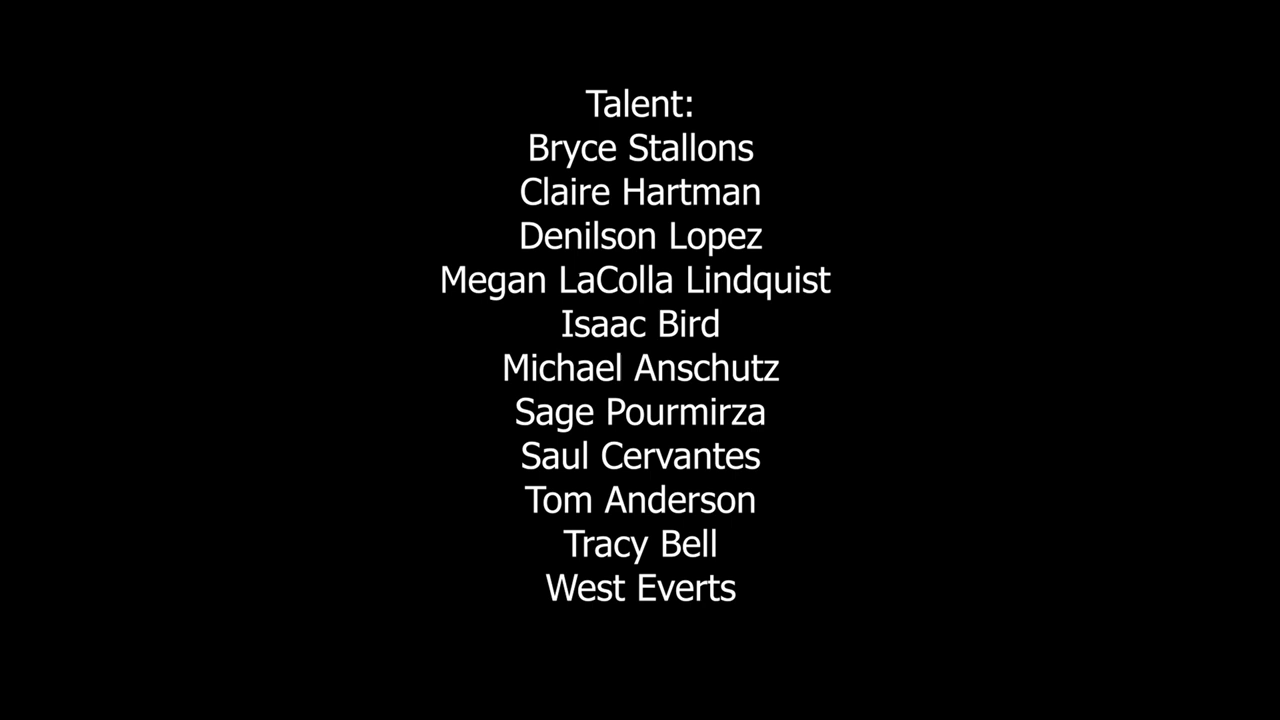 Talent:
Bryce Stallons
Claire Hartman
Denilson Lopez
Megan LaColla Lindquist
Isaac Bird
Michael Anschutz
Sage Pourmirza
Saul Cervantes
Tom Anderson
Tracy Bell
West Everts